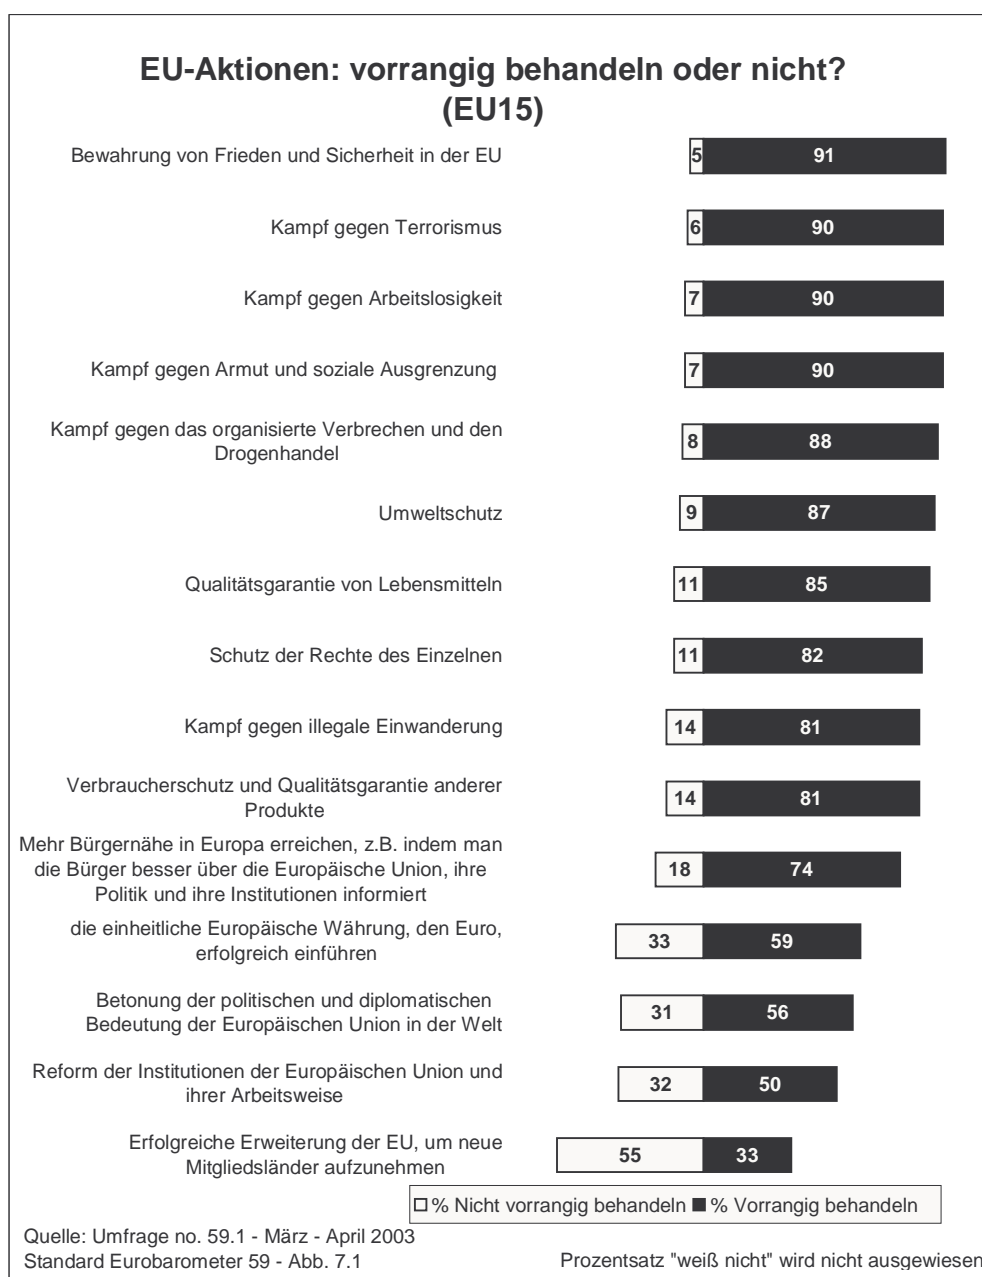 EU-Aktionen: vorrangig behandeln oder nicht?
(EU15)
Bewahrung von Frieden und Sicherheit in der EU
5
91
Kampf gegen Terrorismus
6
90
Kampf gegen Arbeitslosigkeit
7
90
Kampf gegen Armut und soziale Ausgrenzung
7
90
Kampf gegen das organisierte Verbrechen und den
Drogenhandel
8
88
Umweltschutz
9
87
Qualitätsgarantie von Lebensmitteln
11
85
Schutz der Rechte des Einzelnen
11
82
Kampf gegen illegale Einwanderung
14
81
Verbraucherschutz und Qualitätsgarantie anderer
Produkte
14
81
Mehr Bürgernähe in Europa erreichen, z.B. indem man
die Bürger besser über die Europäische Union, ihre
Politik und ihre Institutionen informiert
18
74
die einheitliche Europäische Währung, den Euro,
erfolgreich einführen
33
59
Betonung der politischen und diplomatischen
Bedeutung der Europäischen Union in der Welt
31
56
Reform der Institutionen der Europäischen Union und
ihrer Arbeitsweise
32
50
Erfolgreiche Erweiterung der EU, um neue
Mitgliedsländer aufzunehmen
55
33
% Nicht vorrangig behandeln % Vorrangig behandeln
Quelle: Umfrage no. 59.1 - März - April 2003
Standard Eurobarometer 59 - Abb. 7.1
Prozentsatz "weiß nicht" wird nicht ausgewiesen